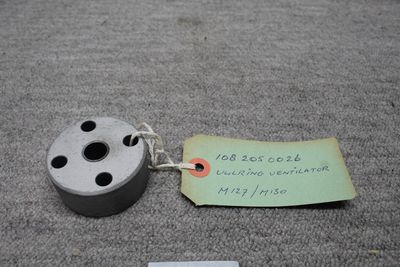 108 205 0026
VULRING VENTILATOR
M127/M130